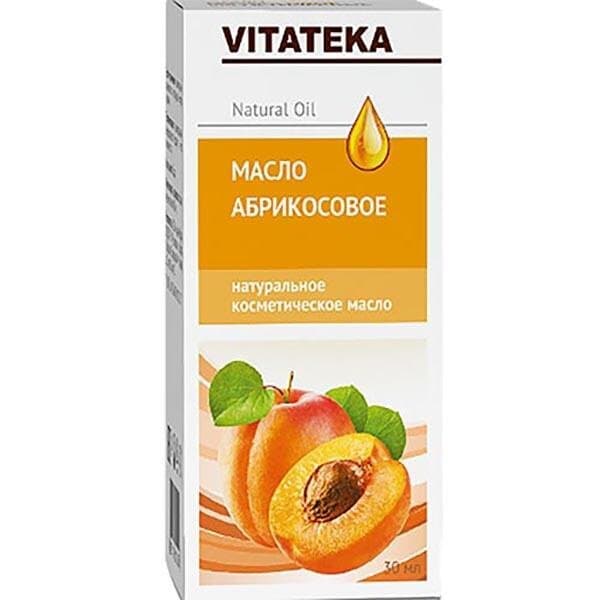 VITATEKA
Natural Oil
МАСЛО
АБРИКОСОВОЕ
натуральное
косметическое масло
30 мл